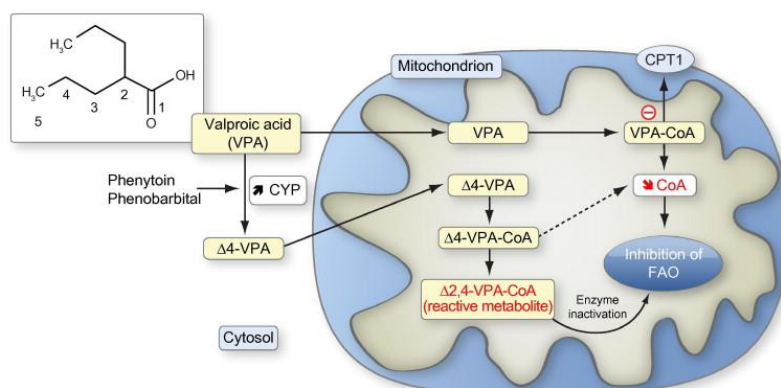 H₃C
H₃C
OH
O
1
2
3
4
5
Valproic acid
(VPA)
Phenytoin
Phenobarbital
↗ CYP
Δ4-VPA
Cytosol
Mitochondrion
CPT1
VPA
⊖
VPA-CoA
Δ4-VPA
↘ CoA
Δ4-VPA-CoA
Inhibition of
FAO
Δ2,4-VPA-CoA
(reactive metabolite)
Enzyme
inactivation